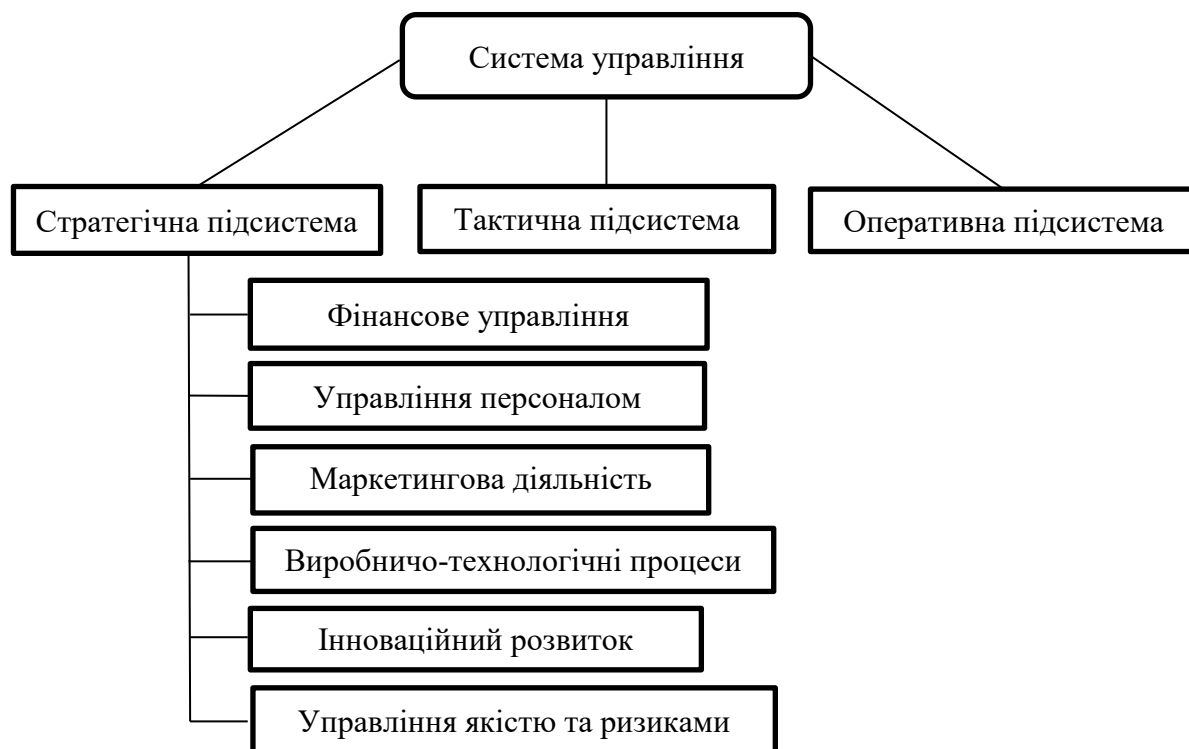 Система управління
Стратегічна підсистема
Тактична підсистема
Оперативна підсистема
Фінансове управління
Управління персоналом
Маркетингова діяльність
Виробничо-технологічні процеси
Інноваційний розвиток
Управління якістю та ризиками